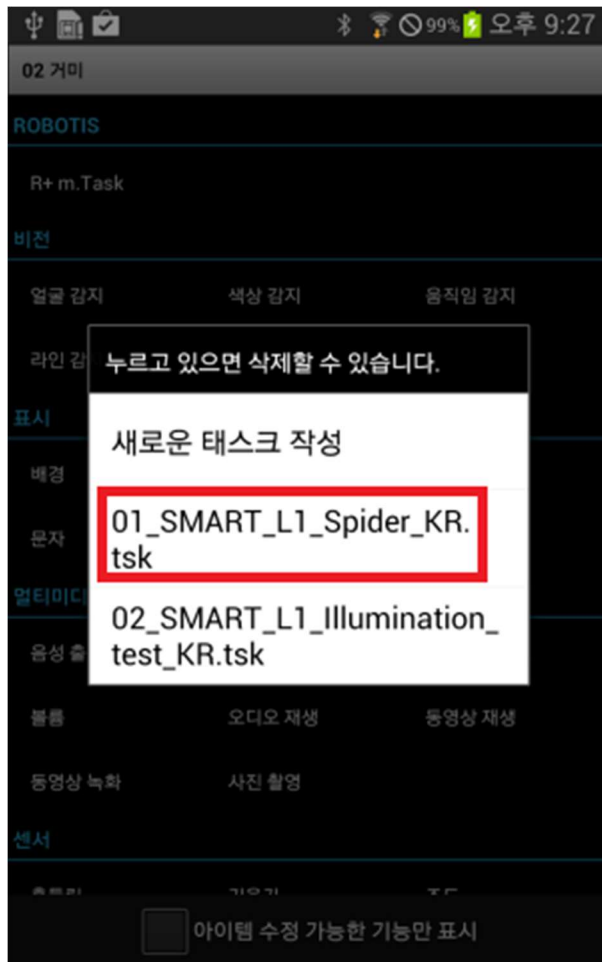 99% 오후 9:27
02 거미
ROBOTIS
R+ m.Task
비전
얼굴 감지 색상 감지 움직임 감지
라인 감
누르고 있으면 삭제할 수 있습니다.
표시
새로운 태스크 작성
배경
01_SMART_L1_Spider_KR.
tsk
문자
멀티미디
02_SMART_L1_Illumination_
test_KR.tsk
음성 출
볼륨 오디오 재생 동영상 재생
동영상 녹화 사진 촬영
센서
아이템 수정 가능한 기능만 표시